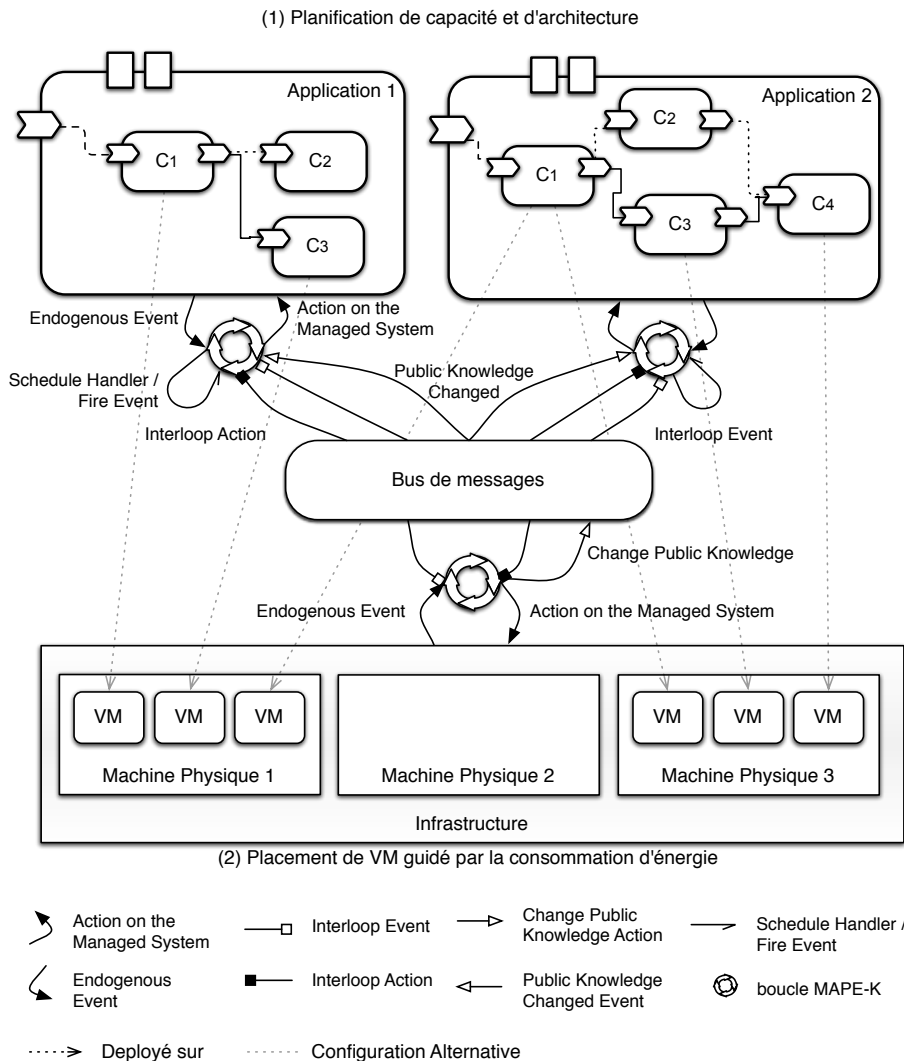 (1) Planification de capacité et d'architecture
Application 1
Application 2
C1
C2
C3
C1
C2
C3
C4
Endogenous Event
Action on the
Managed System
Schedule Handler /
Fire Event
Public Knowledge
Changed
Interloop Action
Interloop Event
Bus de messages
Change Public Knowledge
Endogenous Event
Action on the Managed System
VM
VM
VM
VM
VM
VM
Machine Physique 1
Machine Physique 2
Machine Physique 3
Infrastructure
(2) Placement de VM guidé par la consommation d'énergie
Action on the
Managed System
Interloop Event
Change Public
Knowledge Action
Schedule Handler /
Fire Event
Endogenous
Event
Interloop Action
Public Knowledge
Changed Event
boucle MAPE-K
Deployé sur
Configuration Alternative